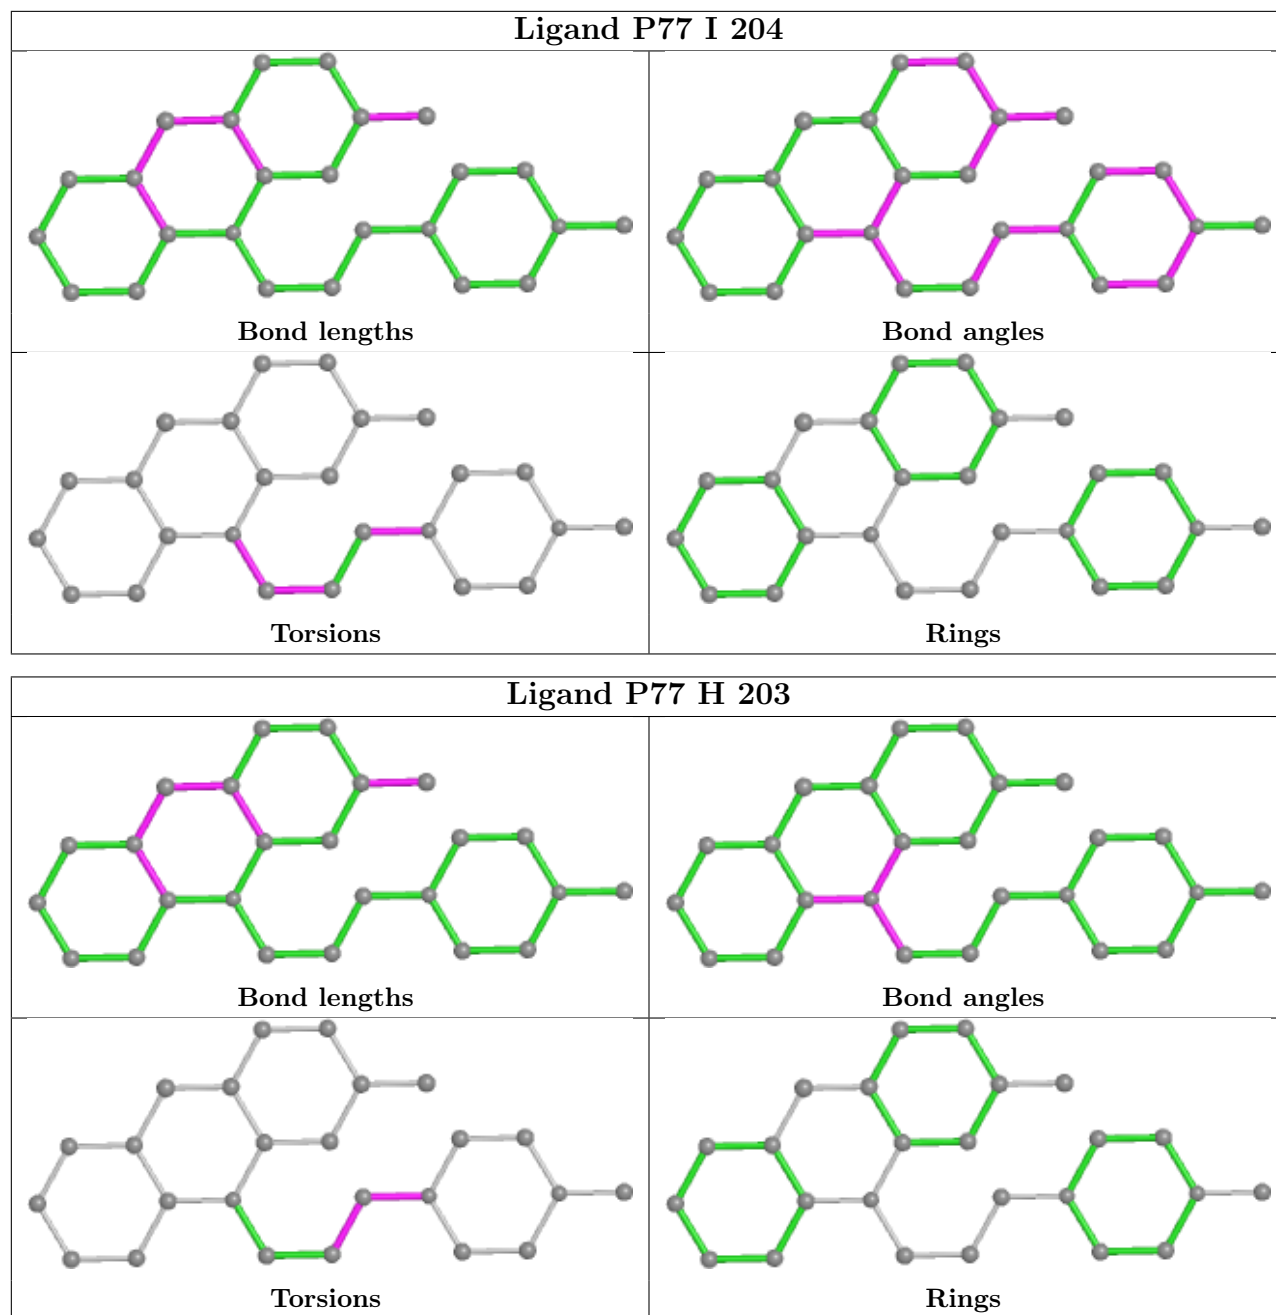 Ligand P77 I 204
Bond lengths
Bond angles
Torsions
Rings
Ligand P77 H 203
Bond lengths
Bond angles
Torsions
Rings